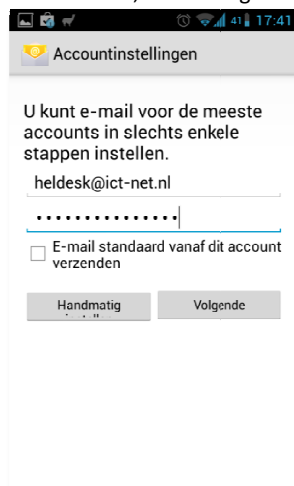 41 17:41
Accountinstellingen
U kunt e-mail voor de meeste
accounts in slechts enkele
stappen instellen.
heldesk@ict-net.nl
•••••••••••••••
E-mail standaard vanaf dit account
verzenden
Handmatig
Volgende